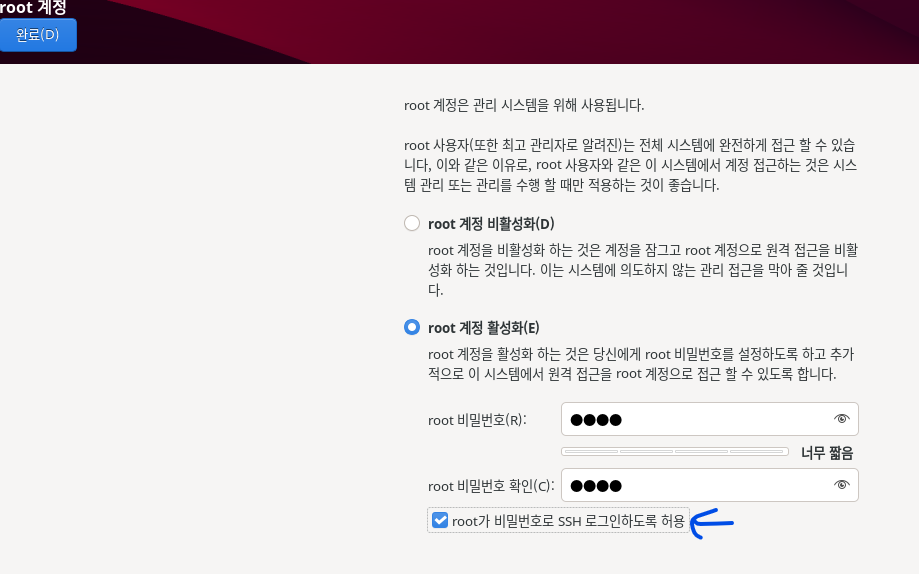 root 계정
완료(D)
root 계정은 관리 시스템을 위해 사용됩니다.
root 사용자(또한 최고 관리자로 알려진)는 전체 시스템에 완전하게 접근 할 수 있습
니다, 이와 같은 이유로, root 사용자와 같은 이 시스템에서 계정 접근하는 것은 시스
템 관리 또는 관리를 수행 할 때만 적용하는 것이 좋습니다.
root 계정 비활성화(D)
root 계정을 비활성화 하는 것은 계정을 잠그고 root 계정으로 원격 접근을 비활
성화 하는 것입니다. 이는 시스템에 의도하지 않는 관리 접근을 막아 줄 것입니
다.
root 계정 활성화(E)
root 계정을 활성화 하는 것은 당신에게 root 비밀번호를 설정하도록 하고 추가
적으로 이 시스템에서 원격 접근을 root 계정으로 접근 할 수 있도록 합니다.
root 비밀번호(R): ●●●●
너무 짧음
root 비밀번호 확인(C): ●●●●
root가 비밀번호로 SSH 로그인하도록 허용